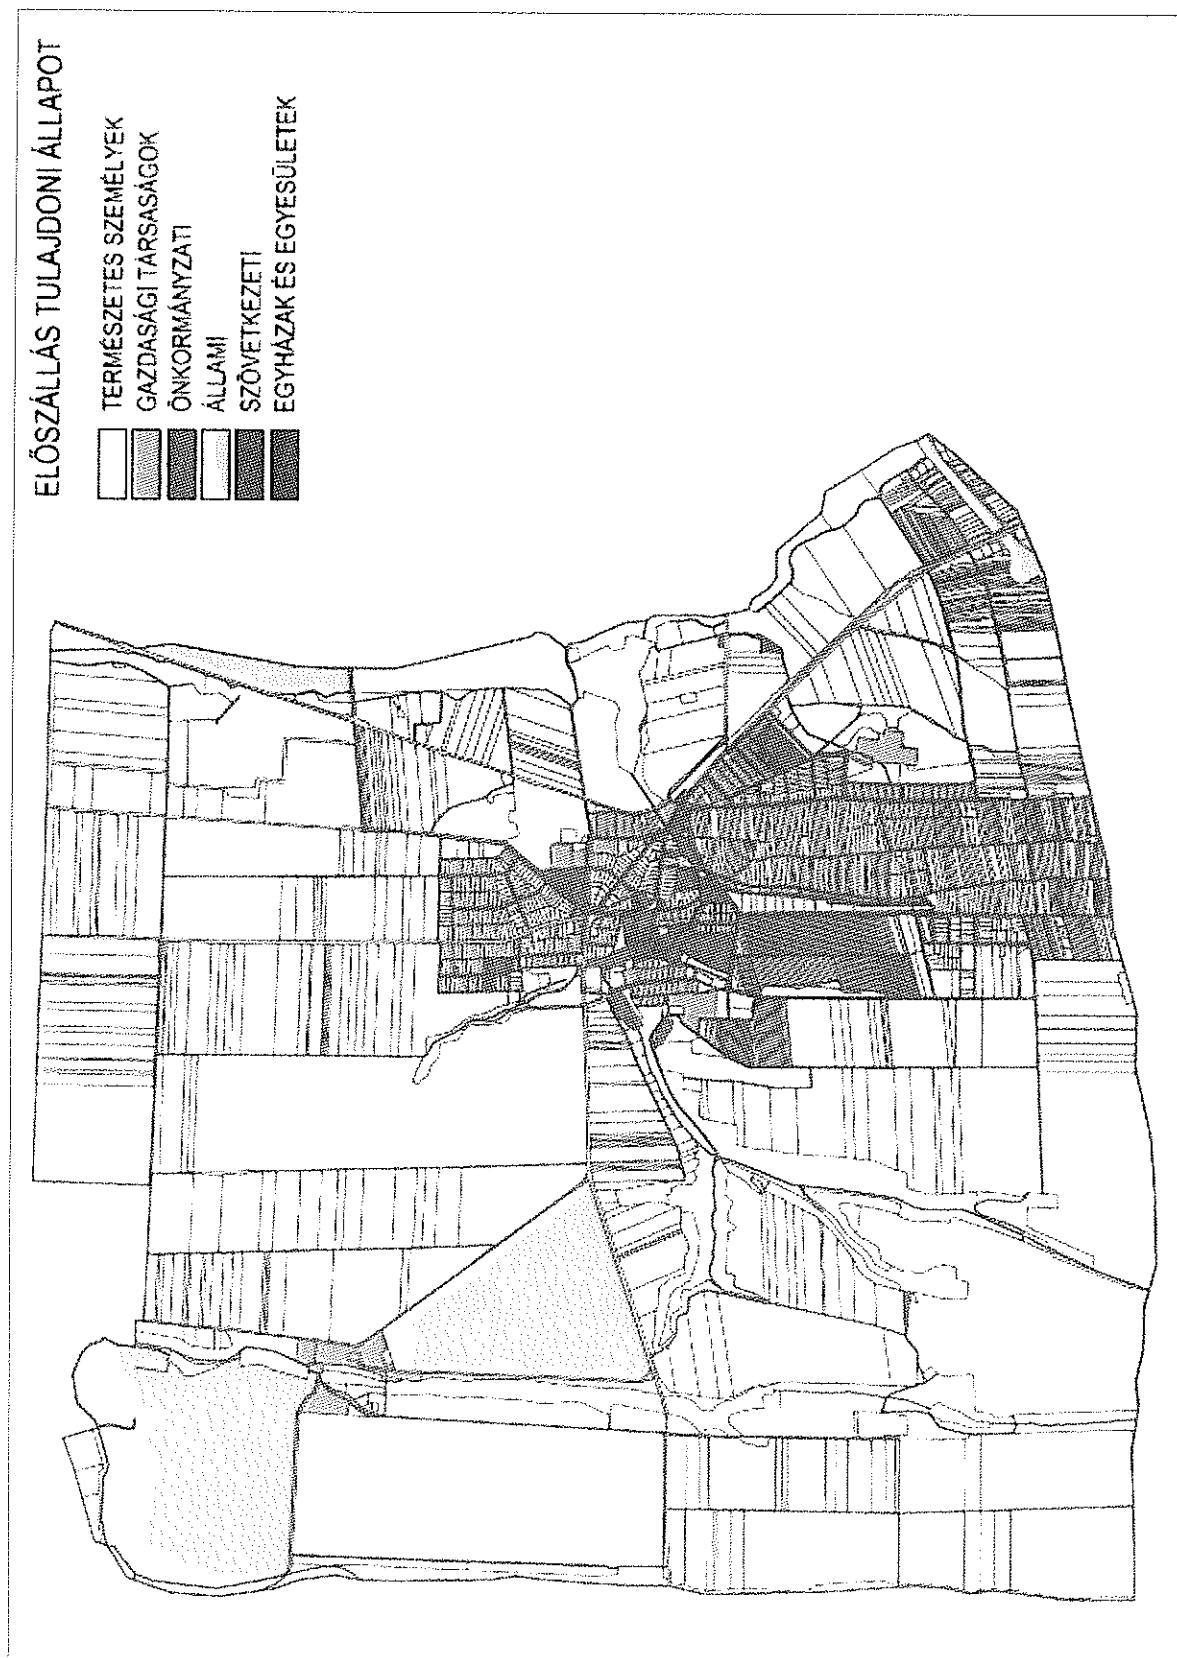 ELŐSZÁLLÁS TULAJDONI ÁLLAPOT
TERMÉSZETES SZEMÉLYEK
GAZDASÁGI TÁRSASÁGOK
ÖNKORMÁNYZATI
ÁLLAMI
SZÖVETKEZETI
EGYHÁZAK ÉS EGYESÜLETEK